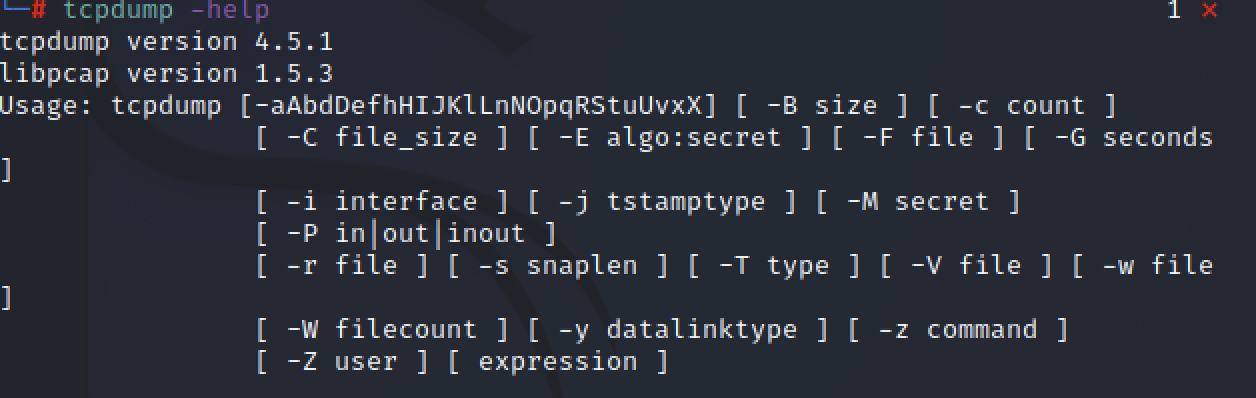 └─# tcpdump -help 1 ⨯
tcpdump version 4.5.1
libpcap version 1.5.3
Usage: tcpdump [-aAbdDefhHIJKlLnNOpqRStuUvxX] [ -B size ] [ -c count ]
[ -C file_size ] [ -E algo:secret ] [ -F file ] [ -G seconds
]
[ -i interface ] [ -j tstamptype ] [ -M secret ]
[ -P in|out|inout ]
[ -r file ] [ -s snaplen ] [ -T type ] [ -V file ] [ -w file
]
[ -W filecount ] [ -y datalinktype ] [ -z command ]
[ -Z user ] [ expression ]